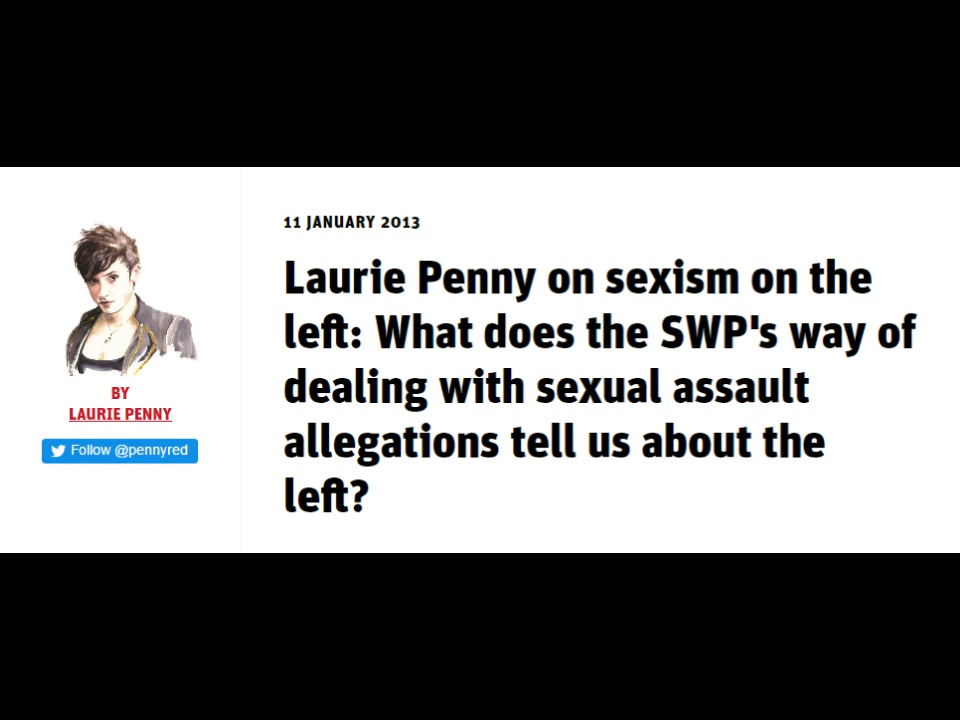 11 JANUARY 2013
Laurie Penny on sexism on the
left: What does the SWP's way of
dealing with sexual assault
allegations tell us about the
left?
BY
LAURIE PENNY
Follow @pennyred